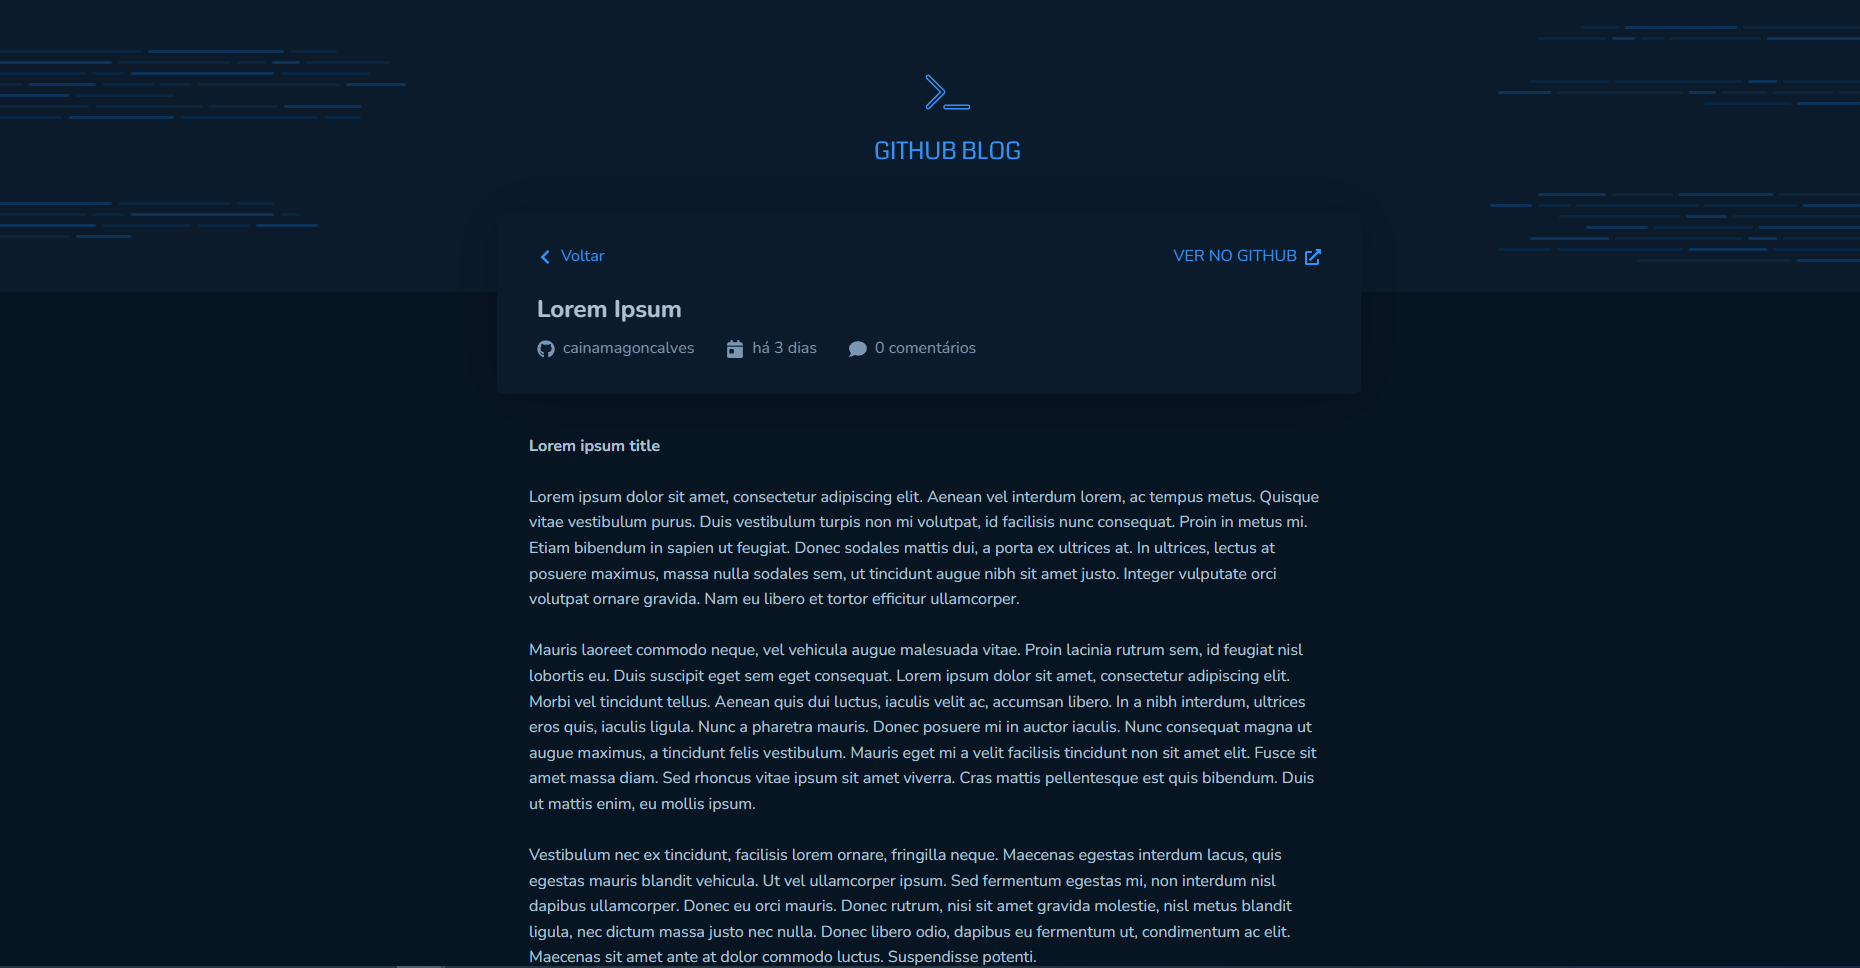 GITHUB BLOG
Voltar
VER NO GITHUB
Lorem Ipsum
cainamagoncalves
há 3 dias
0 comentários
Lorem ipsum title
Lorem ipsum dolor sit amet, consectetur adipiscing elit. Aenean vel interdum lorem, ac tempus metus. Quisque
vitae vestibulum purus. Duis vestibulum turpis non mi volutpat, id facilisis nunc consequat. Proin in metus mi.
Etiam bibendum in sapien ut feugiat. Donec sodales mattis dui, a porta ex ultrices at. In ultrices, lectus at
posuere maximus, massa nulla sodales sem, ut tincidunt augue nibh sit amet justo. Integer vulputate orci
volutpat ornare gravida. Nam eu libero et tortor efficitur ullamcorper.
Mauris laoreet commodo neque, vel vehicula augue malesuada vitae. Proin lacinia rutrum sem, id feugiat nisl
lobortis eu. Duis suscipit eget sem eget consequat. Lorem ipsum dolor sit amet, consectetur adipiscing elit.
Morbi vel tincidunt tellus. Aenean quis dui luctus, iaculis velit ac, accumsan libero. In a nibh interdum, ultrices
eros quis, iaculis ligula. Nunc a pharetra mauris. Donec posuere mi in auctor iaculis. Nunc consequat magna ut
augue maximus, a tincidunt felis vestibulum. Mauris eget mi a velit facilisis tincidunt non sit amet elit. Fusce sit
amet massa diam. Sed rhoncus vitae ipsum sit amet viverra. Cras mattis pellentesque est quis bibendum. Duis
ut mattis enim, eu mollis ipsum.
Vestibulum nec ex tincidunt, facilisis lorem ornare, fringilla neque. Maecenas egestas interdum lacus, quis
egestas mauris blandit vehicula. Ut vel ullamcorper ipsum. Sed fermentum egestas mi, non interdum nisl
dapibus ullamcorper. Donec eu orci mauris. Donec rutrum, nisi sit amet gravida molestie, nisl metus blandit
ligula, nec dictum massa justo nec nulla. Donec libero odio, dapibus eu fermentum ut, condimentum ac elit.
Maecenas sit amet ante at dolor commodo luctus. Suspendisse potenti.